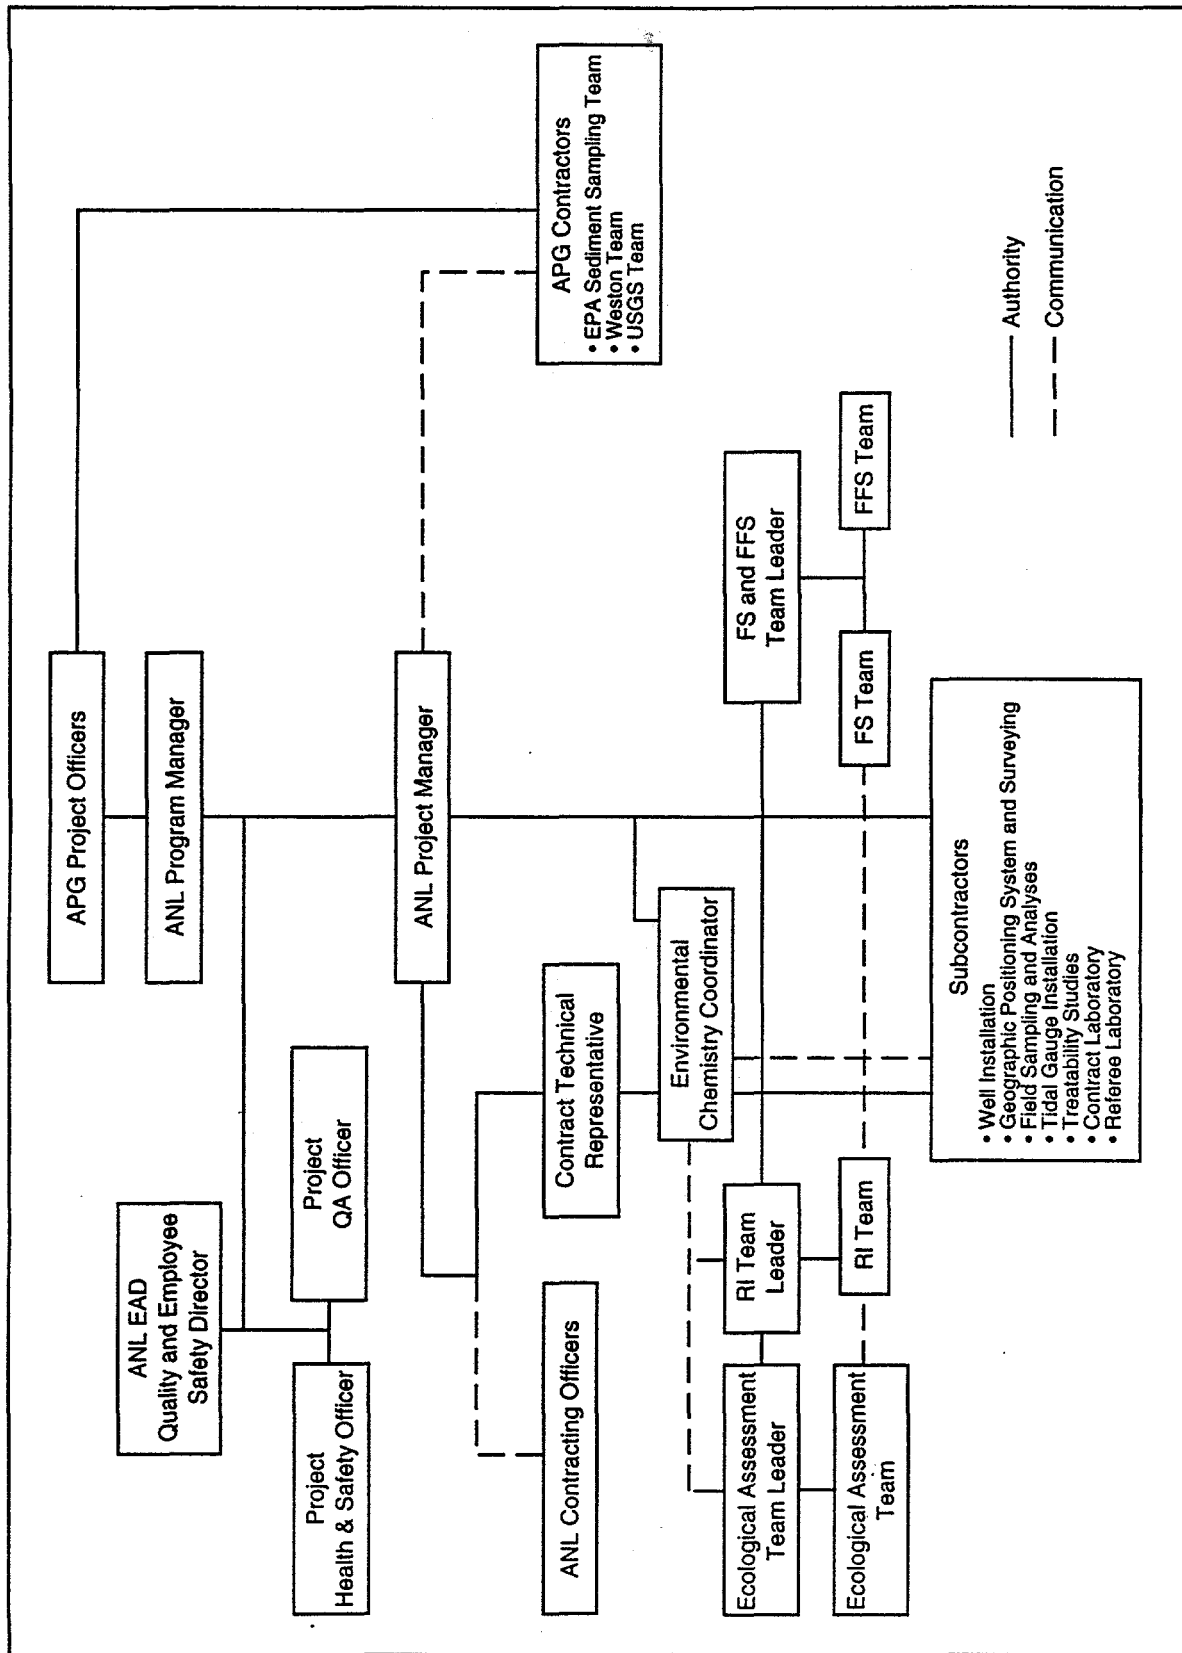 APG Project Officers
ANL Program Manager
ANL EAD
Quality and Employee
Safety Director
Project
Health & Safety Officer
Project
QA Officer
ANL Project Manager
APG Contractors
• EPA Sediment Sampling Team
• Weston Team
• USGS Team
ANL Contracting Officers
Contract Technical
Representative
Environmental
Chemistry Coordinator
Ecological Assessment
Team Leader
RI Team
Leader
FS and FFS
Team Leader
Ecological Assessment
Team
RI Team
FS Team
FFS Team
Subcontractors
• Well Installation
• Geographic Positioning System and Surveying
• Field Sampling and Analyses
• Tidal Gauge Installation
• Treatability Studies
• Contract Laboratory
• Referee Laboratory
Authority
Communication